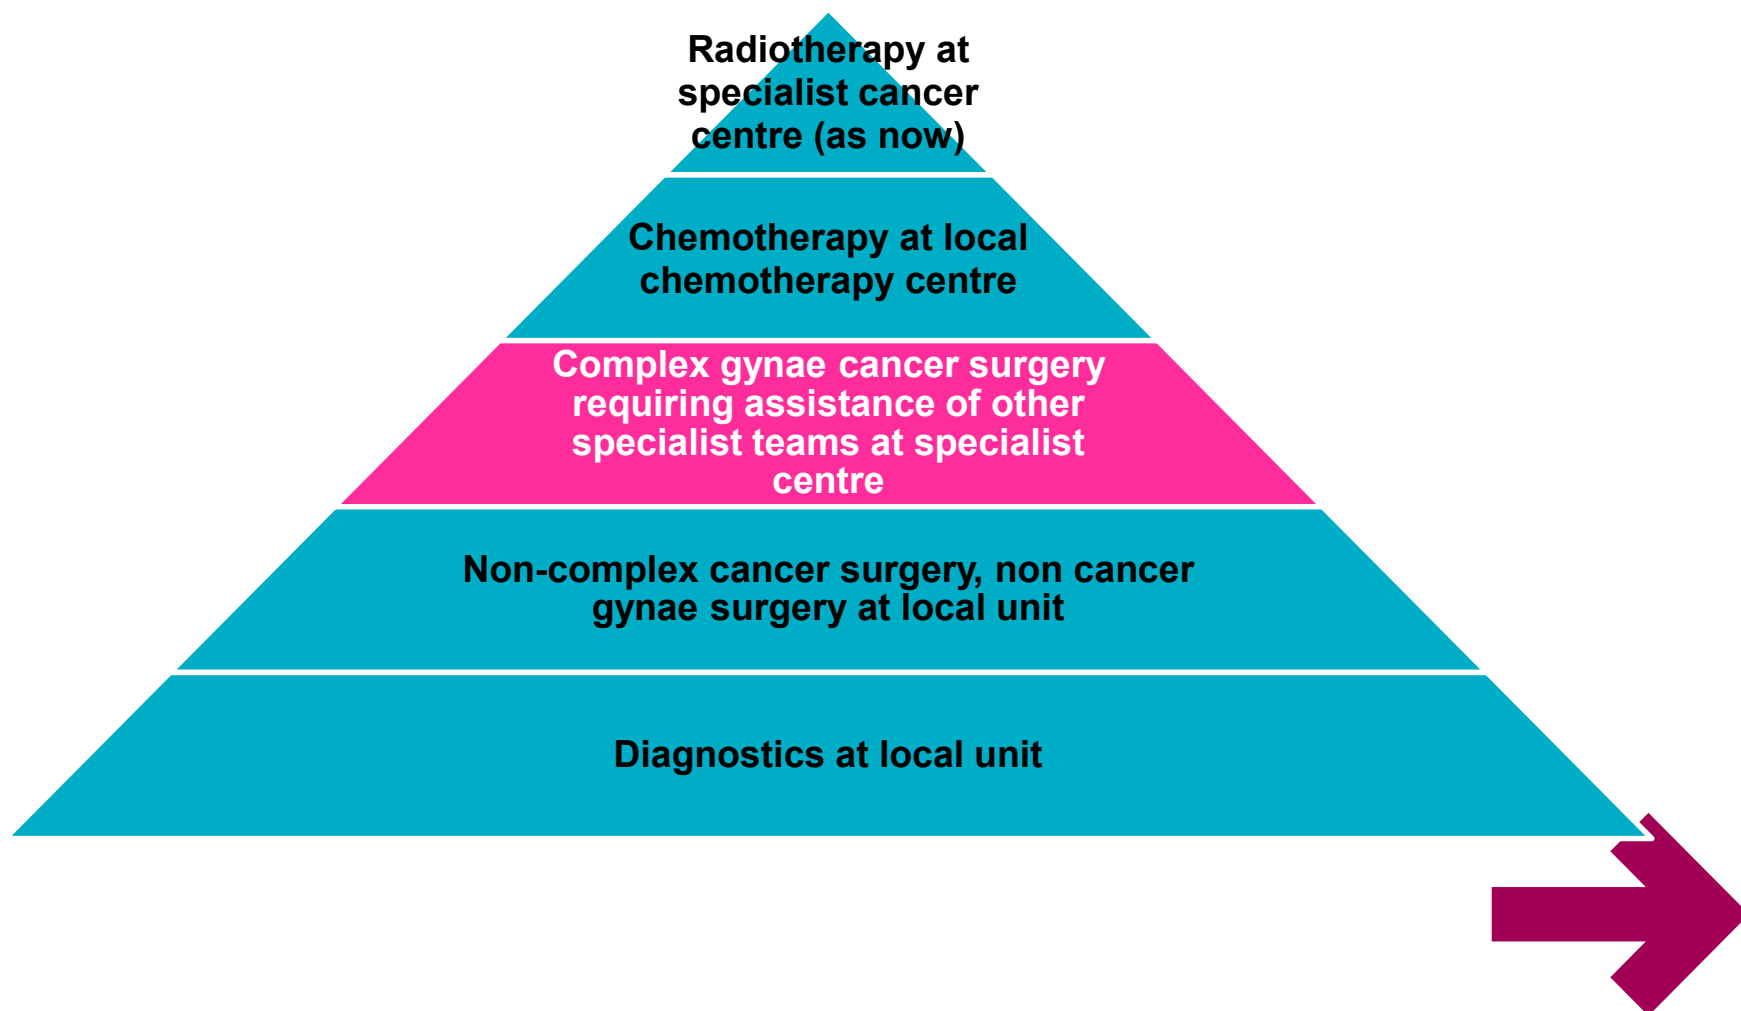 Radiotherapy at
specialist cancer
centre (as now)
Chemotherapy at local
chemotherapy centre
Complex gynae cancer surgery
requiring assistance of other
specialist teams at specialist
centre
Non-complex cancer surgery, non cancer
gynae surgery at local unit
Diagnostics at local unit